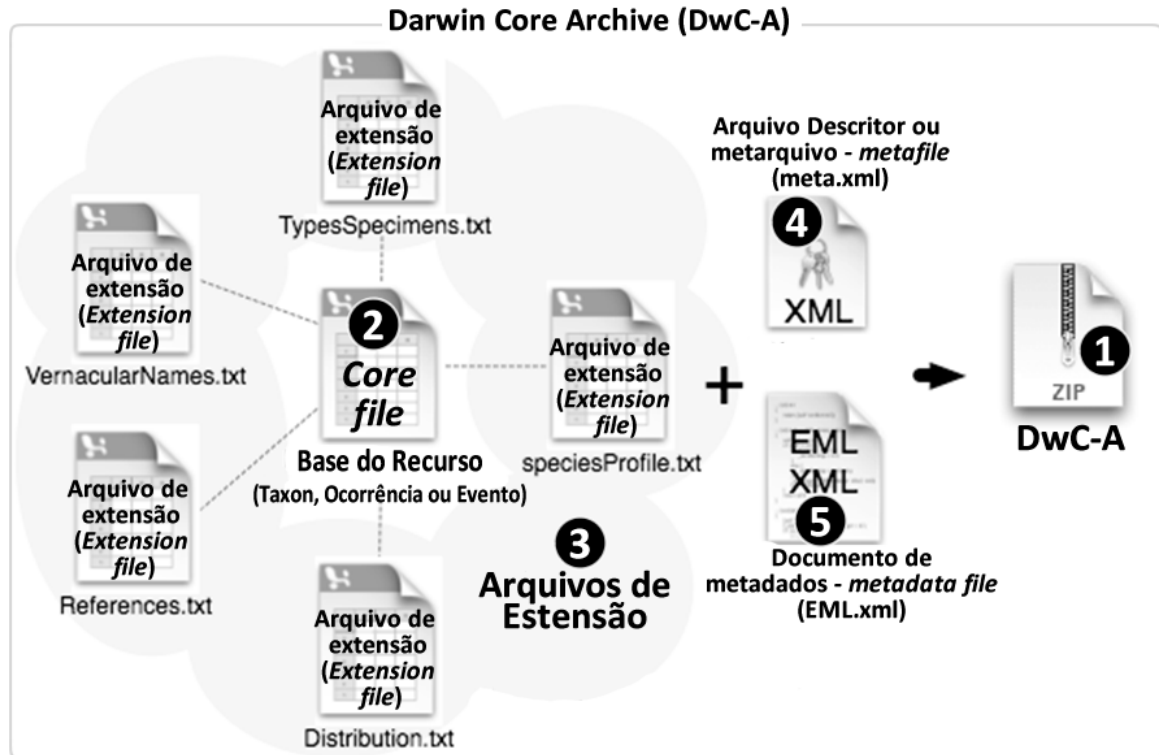 Darwin Core Archive (DwC-A)
Arquivo de
extensão
(Extension
file)
TypesSpecimens.txt
Arquivo de
extensão
(Extension
file)
VernacularNames.txt
2
Core
file
Base do Recurso
(Taxon, Ocorrência ou Evento)
Arquivo de
extensão
(Extension
file)
speciesProfile.txt
Arquivo de
extensão
(Extension
file)
References.txt
Arquivo de
extensão
(Extension
file)
Distribution.txt
3
Arquivos de
Estensão
+
Arquivo Descritor ou
metarquivo - metafile
(meta.xml)
4
XML
EML
XML
5
Documento de
metadados - metadata file
(EML.xml)
1
ZIP
DwC-A